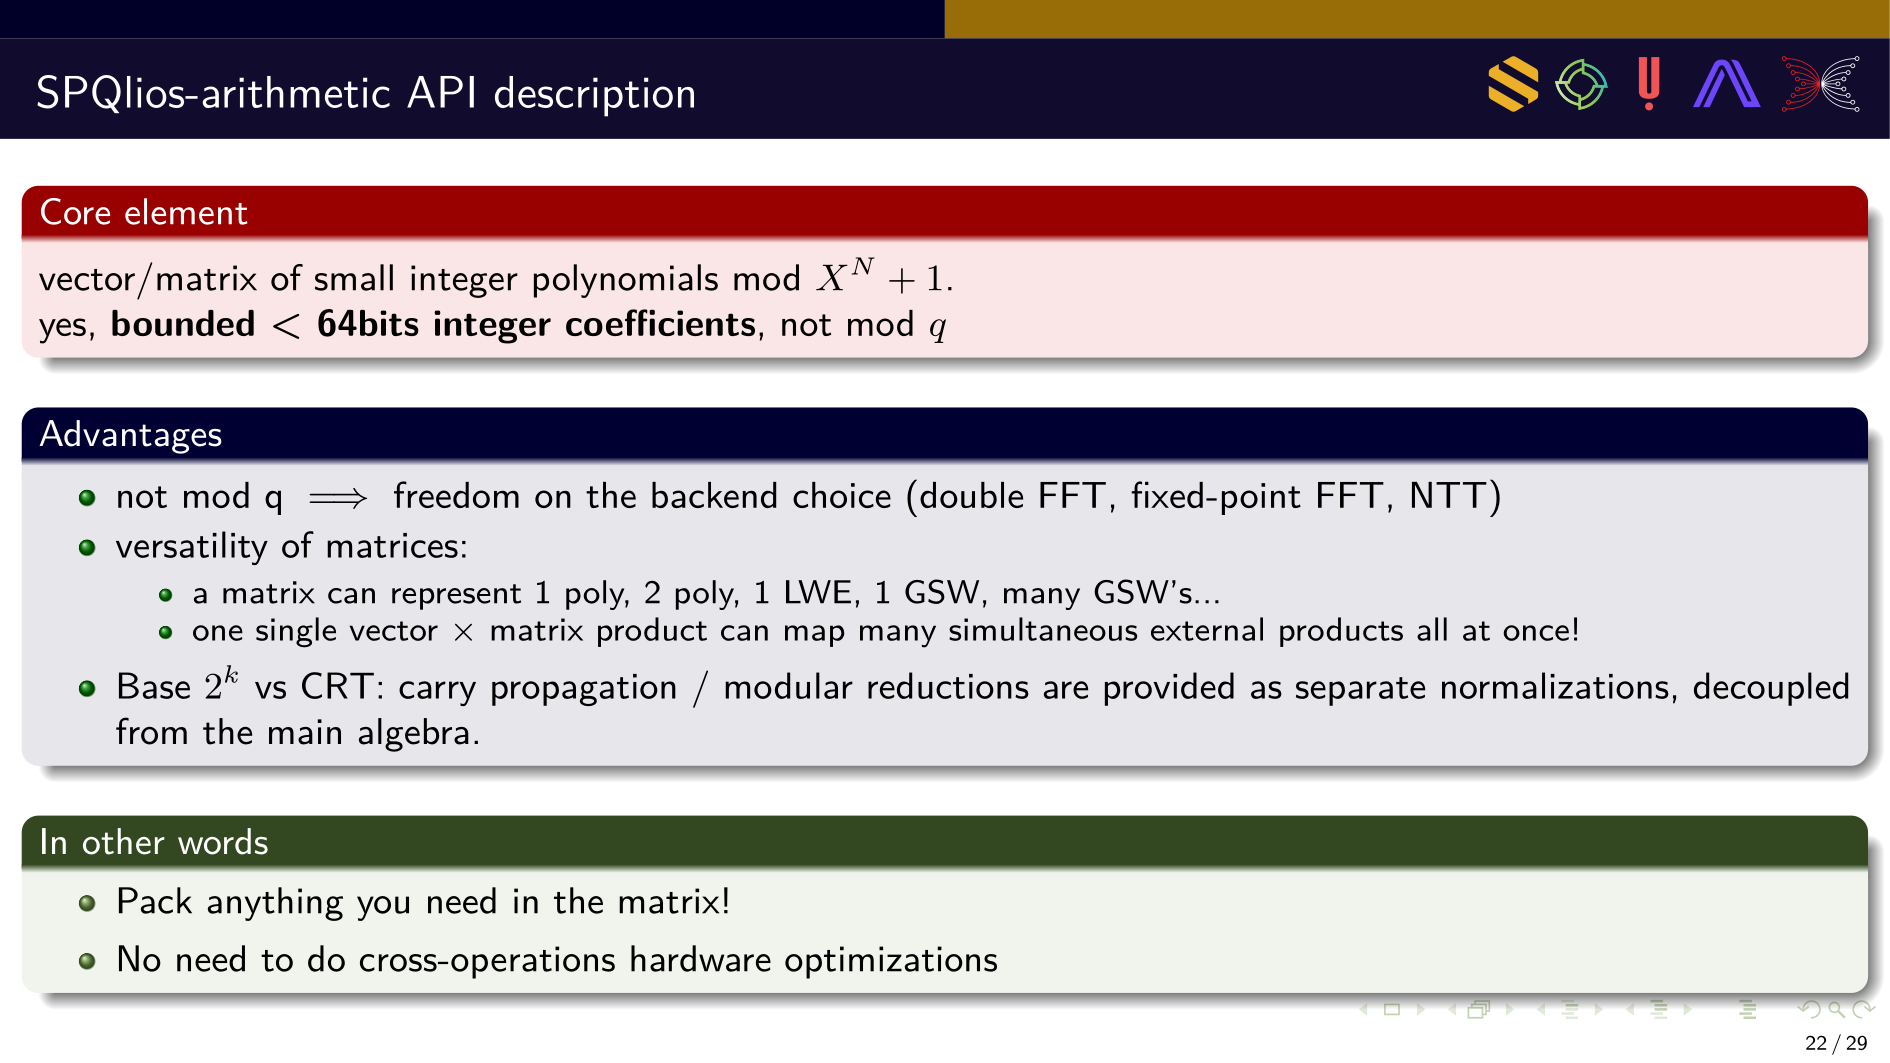 SPQlios-arithmetic API description
Core element
vector/matrix of small integer polynomials mod $X^N + 1$.
yes, bounded < 64bits integer coefficients, not mod $q$
Advantages
not mod q ⟹ freedom on the backend choice (double FFT, fixed-point FFT, NTT)
versatility of matrices:
a matrix can represent 1 poly, 2 poly, 1 LWE, 1 GSW, many GSW's...
one single vector × matrix product can map many simultaneous external products all at once!
Base $2^k$ vs CRT: carry propagation / modular reductions are provided as separate normalizations, decoupled
from the main algebra.
In other words
Pack anything you need in the matrix!
No need to do cross-operations hardware optimizations
22 / 29